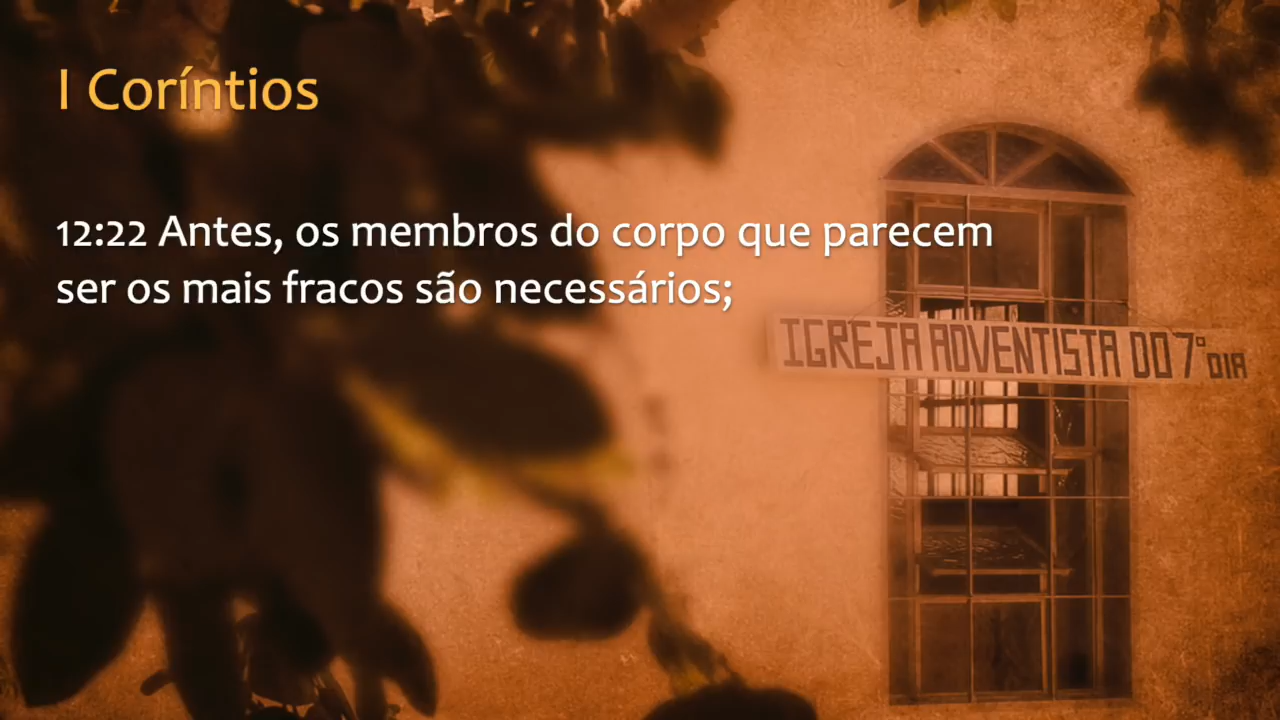 I Coríntios
12:22 Antes, os membros do corpo que parecem
ser os mais fracos são necessários;
IGREJA ADVENTISTA DO 7° DIA